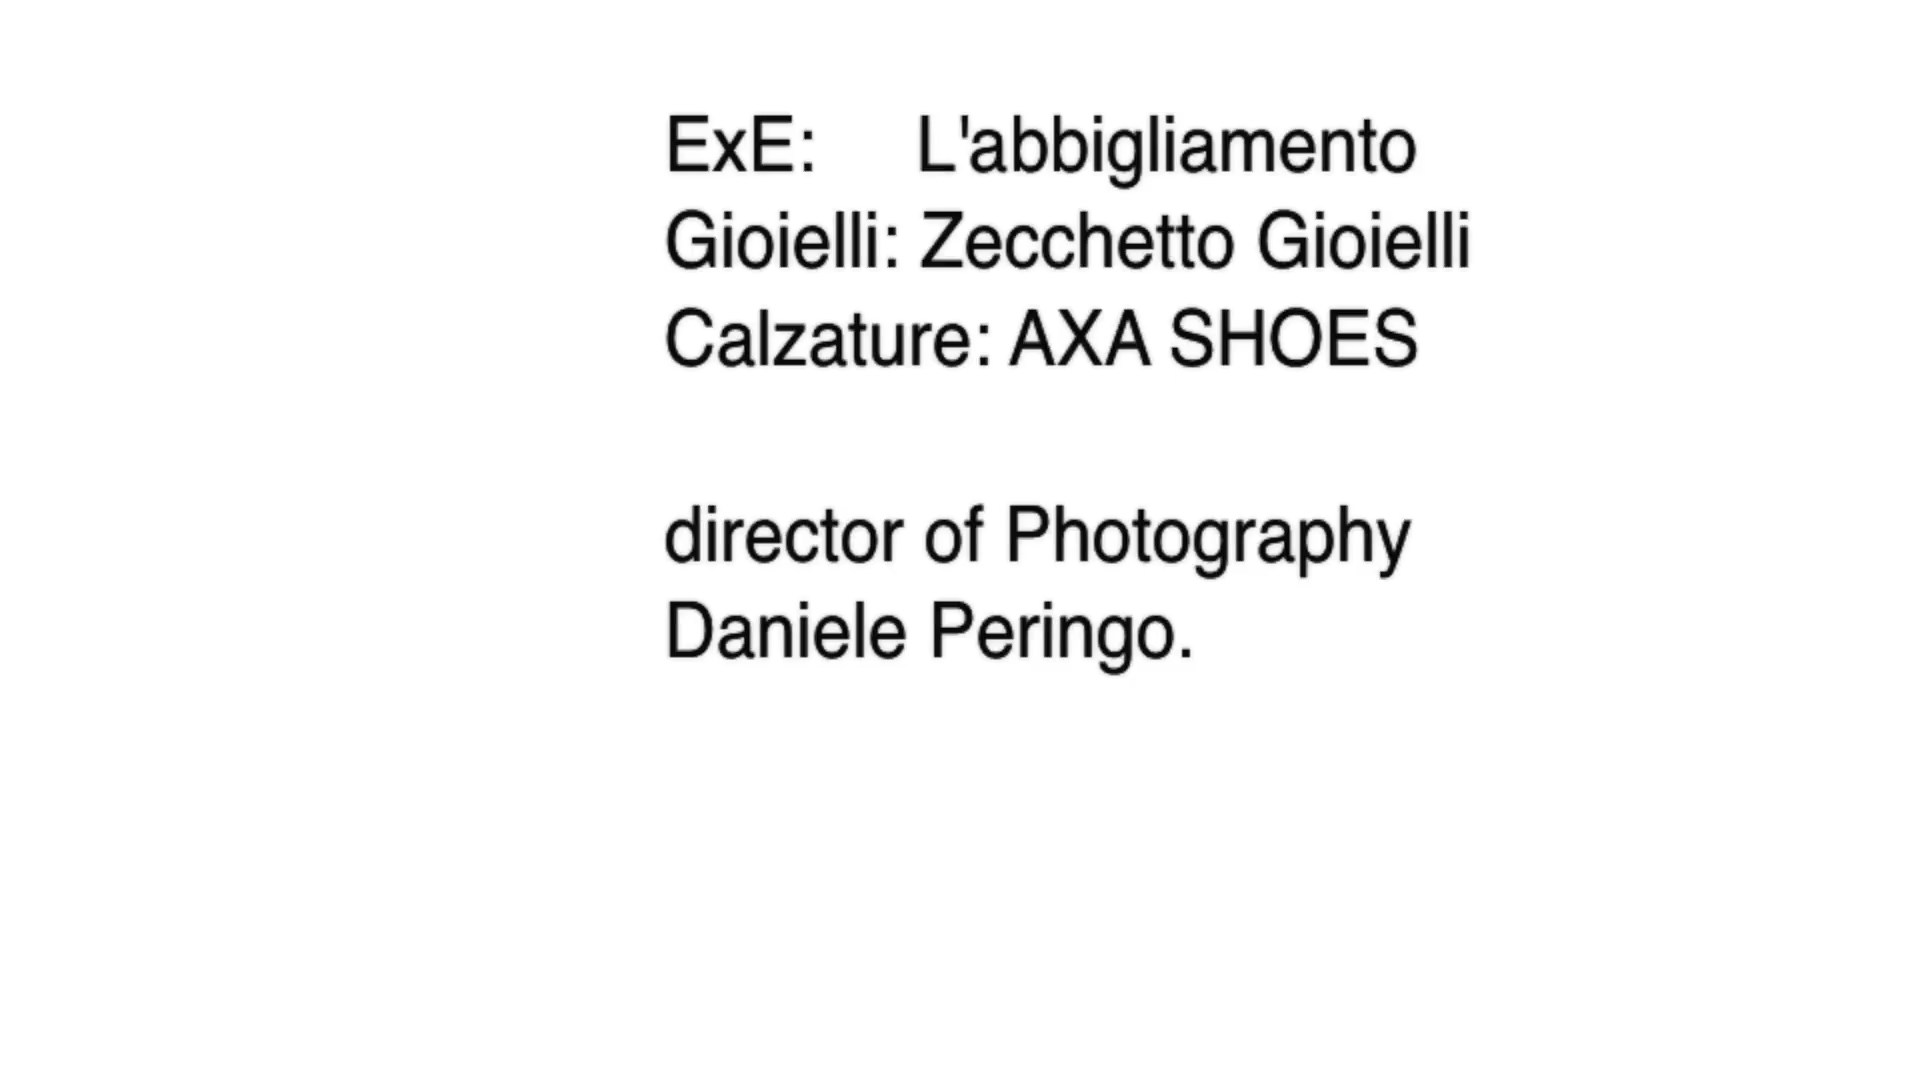 ExE: L'abbigliamento
Gioielli: Zecchetto Gioielli
Calzature: AXA SHOES
director of Photography
Daniele Peringo.